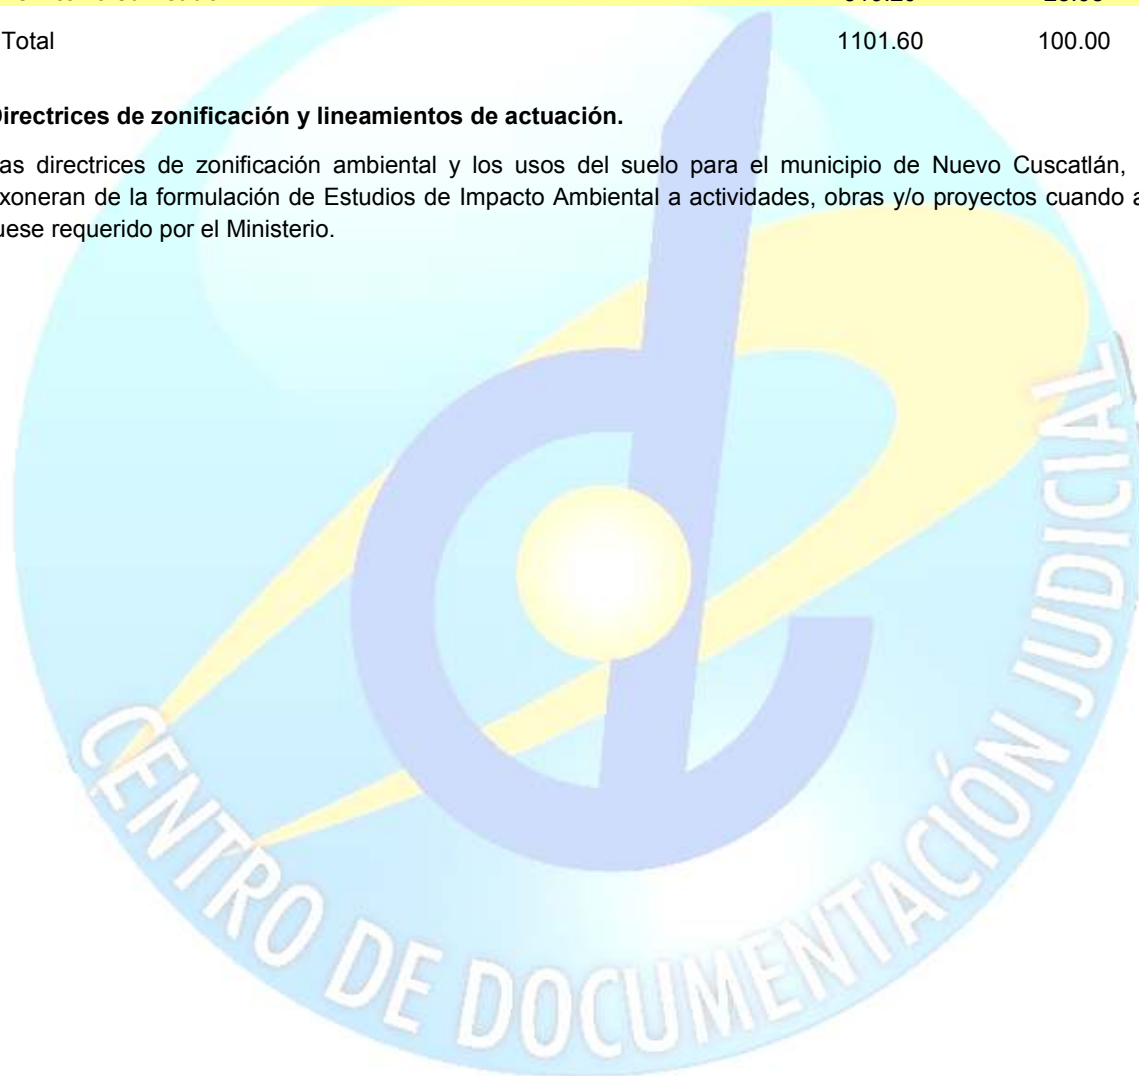 Total 1101.60 100.00
Directrices de zonificación y lineamientos de actuación.
as directrices de zonificación ambiental y los usos del suelo para el municipio de Nuevo Cuscatlán,
xoneran de la formulación de Estudios de Impacto Ambiental a actividades, obras y/o proyectos cuando a
uese requerido por el Ministerio.
CENTRO DE DOCUMENTACIÓN JUDICIAL